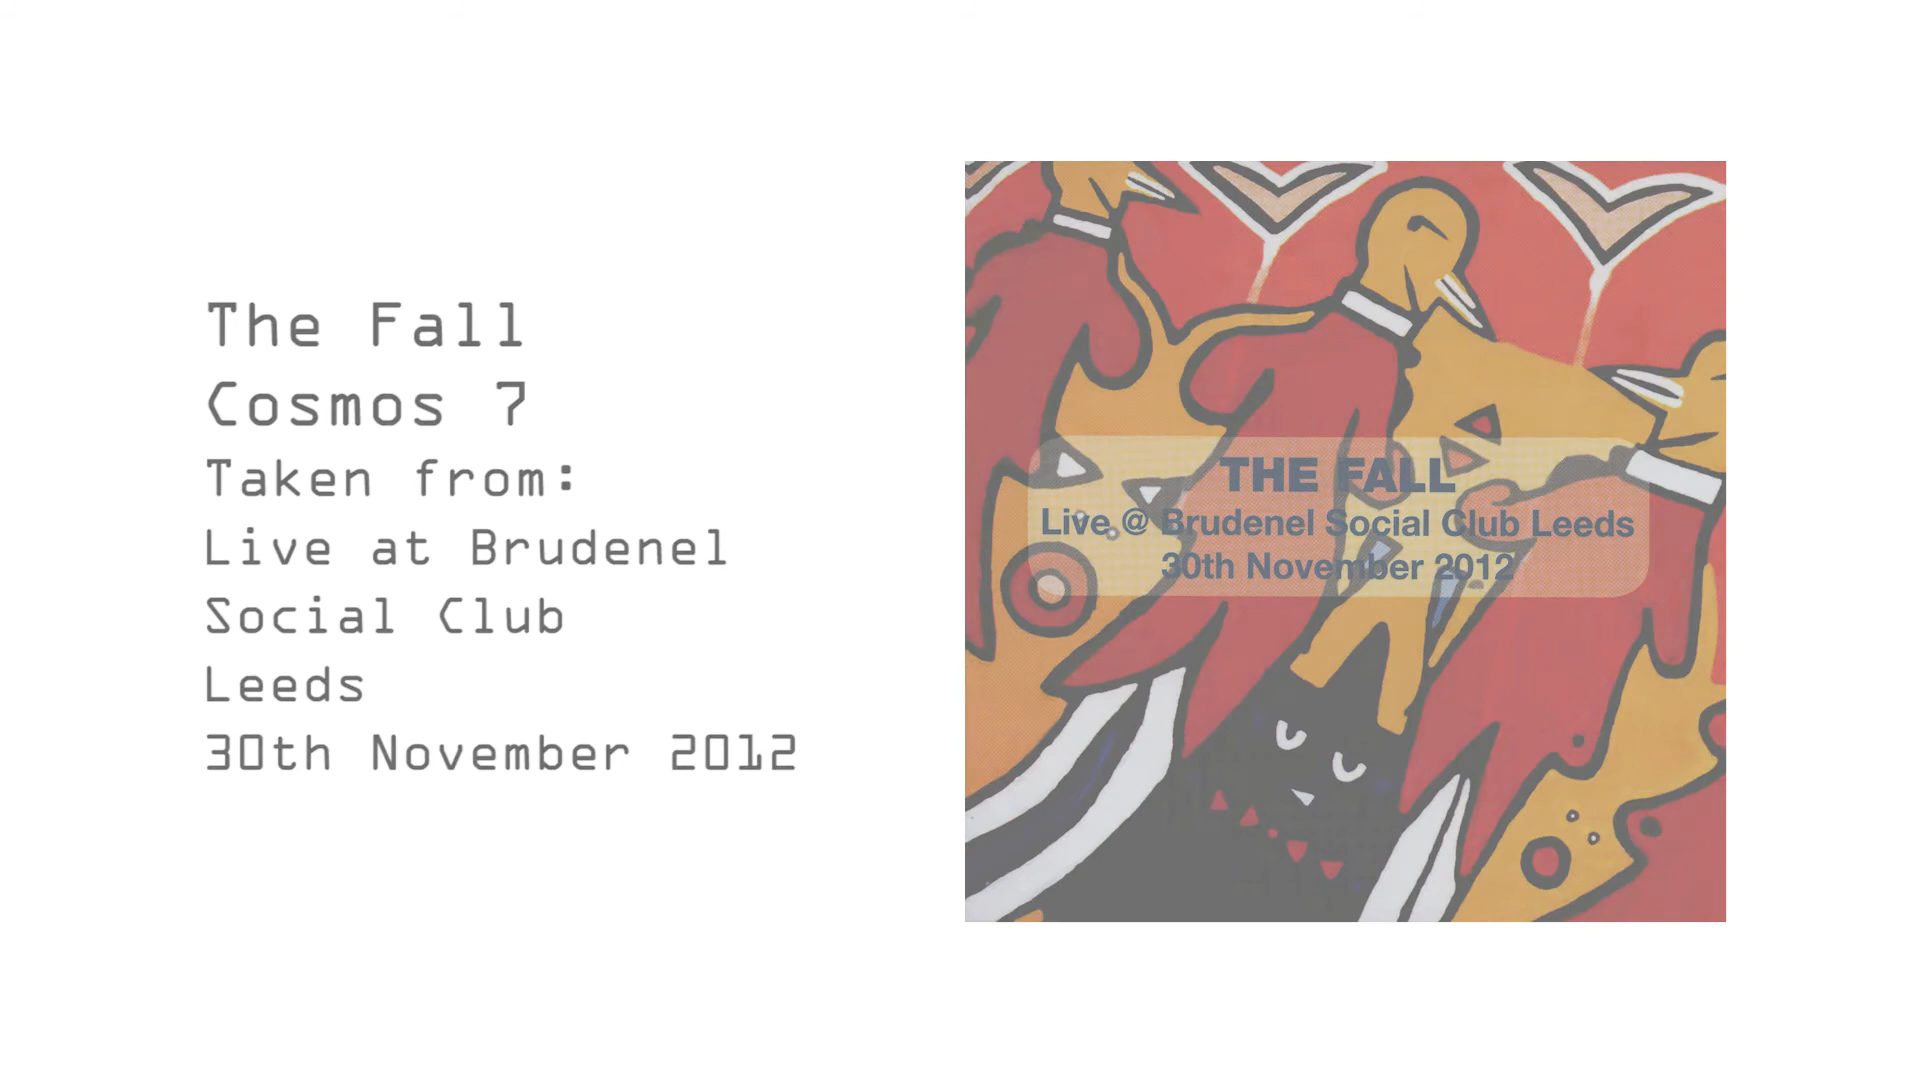 The Fall
Cosmos 7
Taken from:
Live at Brudenel
Social Club
Leeds
30th November 2012
THE FALL
Live @ Brudenel Social Club Leeds
30th November 2012